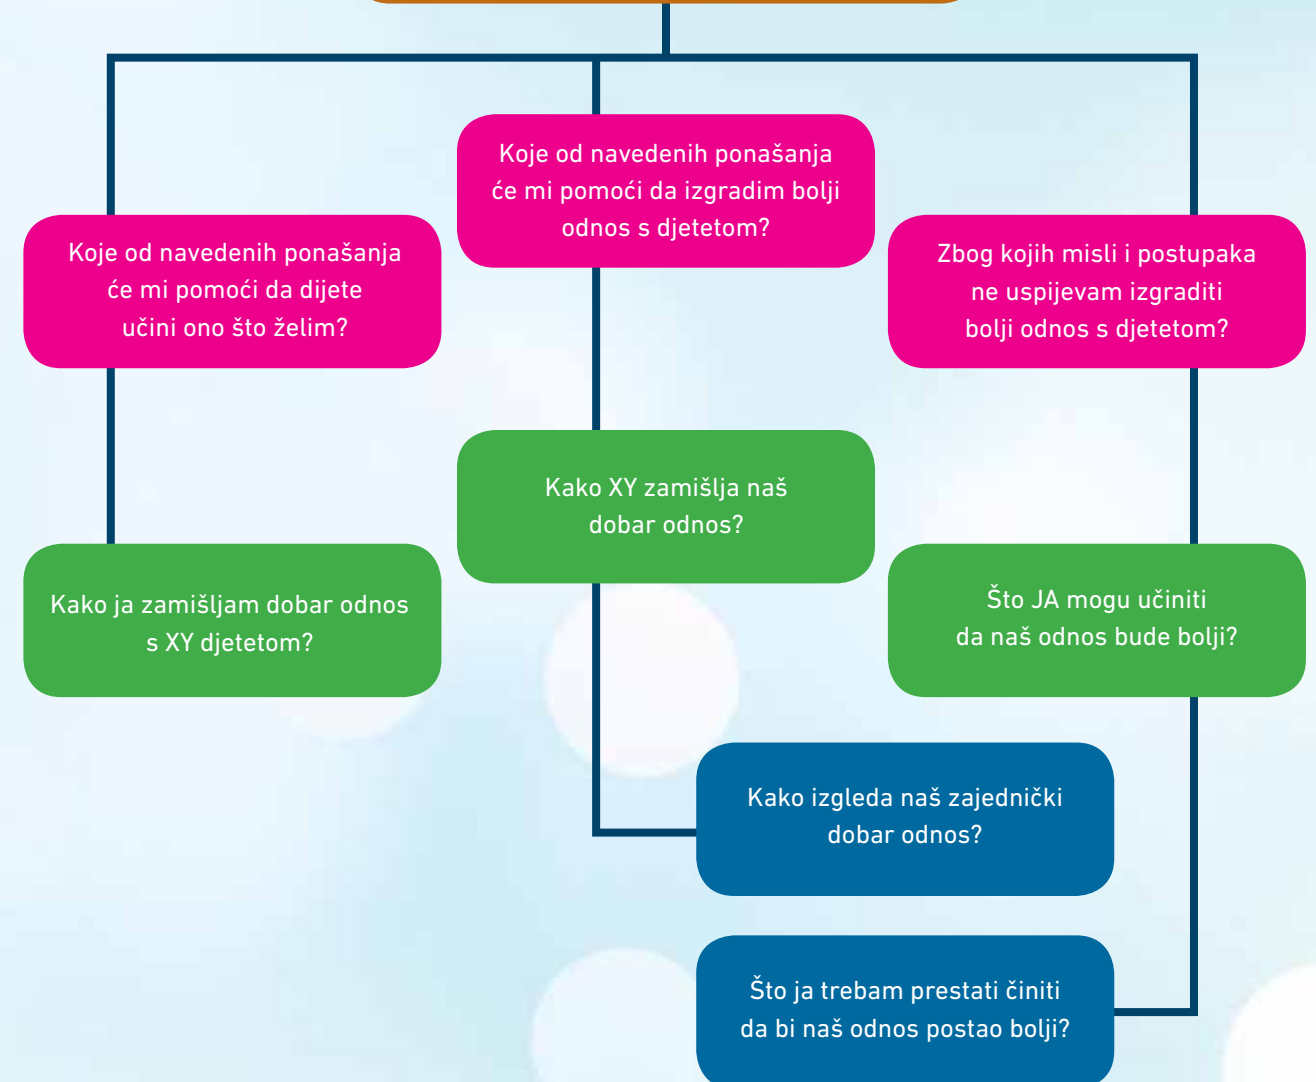 Koje od navedenih ponašanja
će mi pomoći da izgradim bolji
odnos s djetetom?
Koje od navedenih ponašanja
će mi pomoći da dijete
učini ono što želim?
Zbog kojih misli i postupaka
ne uspijevam izgraditi
bolji odnos s djetetom?
Kako XY zamišlja naš
dobar odnos?
Kako ja zamišljam dobar odnos
s XY djetetom?
Što JA mogu učiniti
da naš odnos bude bolji?
Kako izgleda naš zajednički
dobar odnos?
Što ja trebam prestati činiti
da bi naš odnos postao bolji?